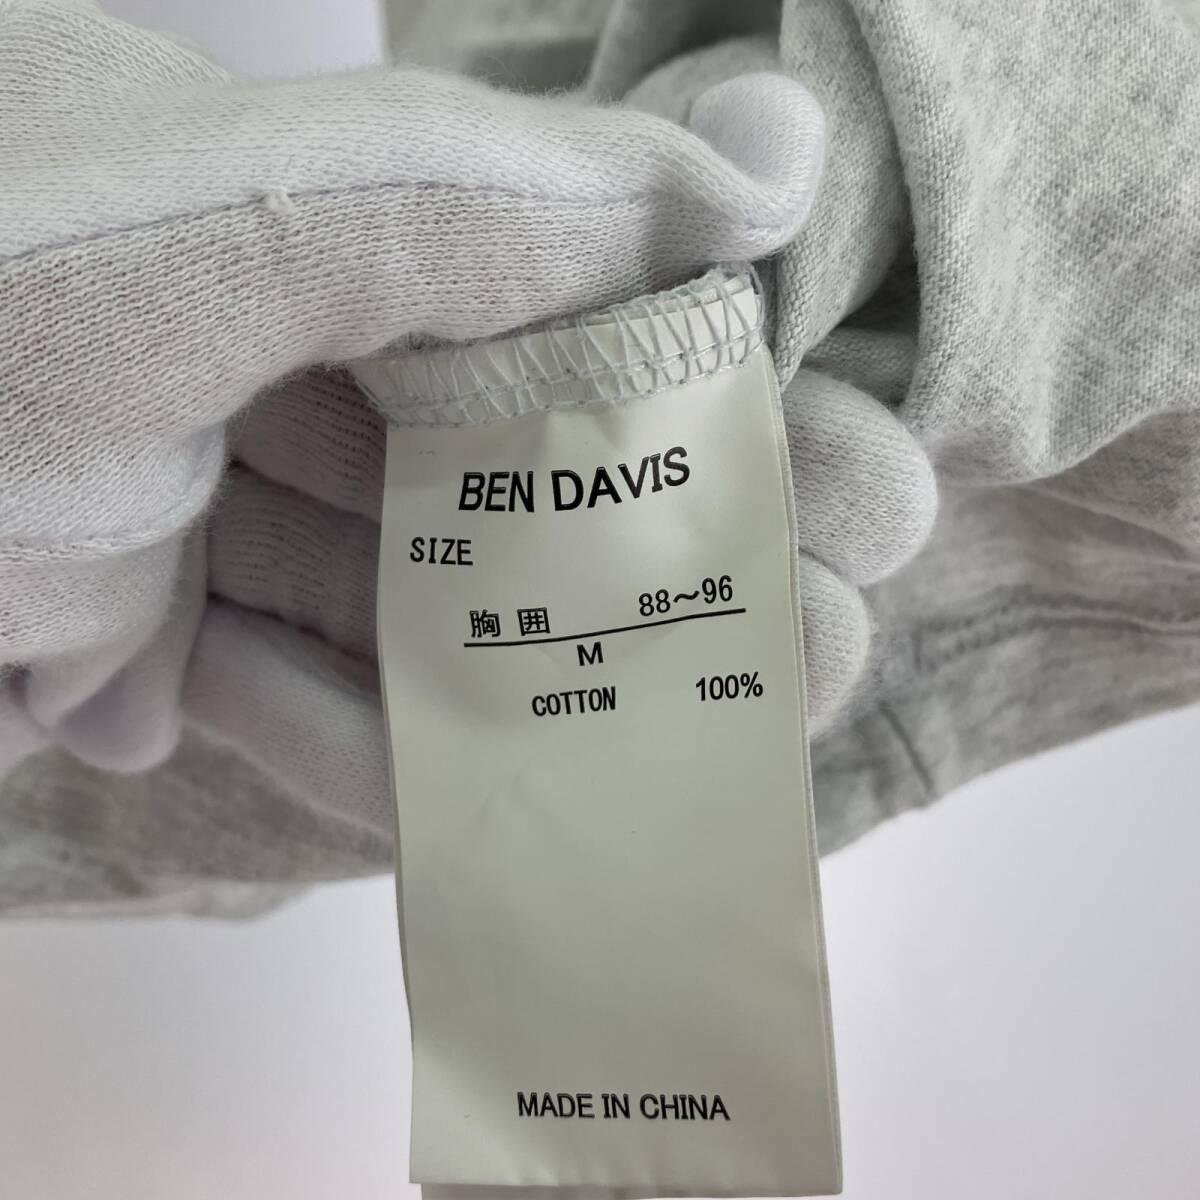 BEN DAVIS
SIZE
胸囲 88～96
M
COTTON 100%
MADE IN CHINA